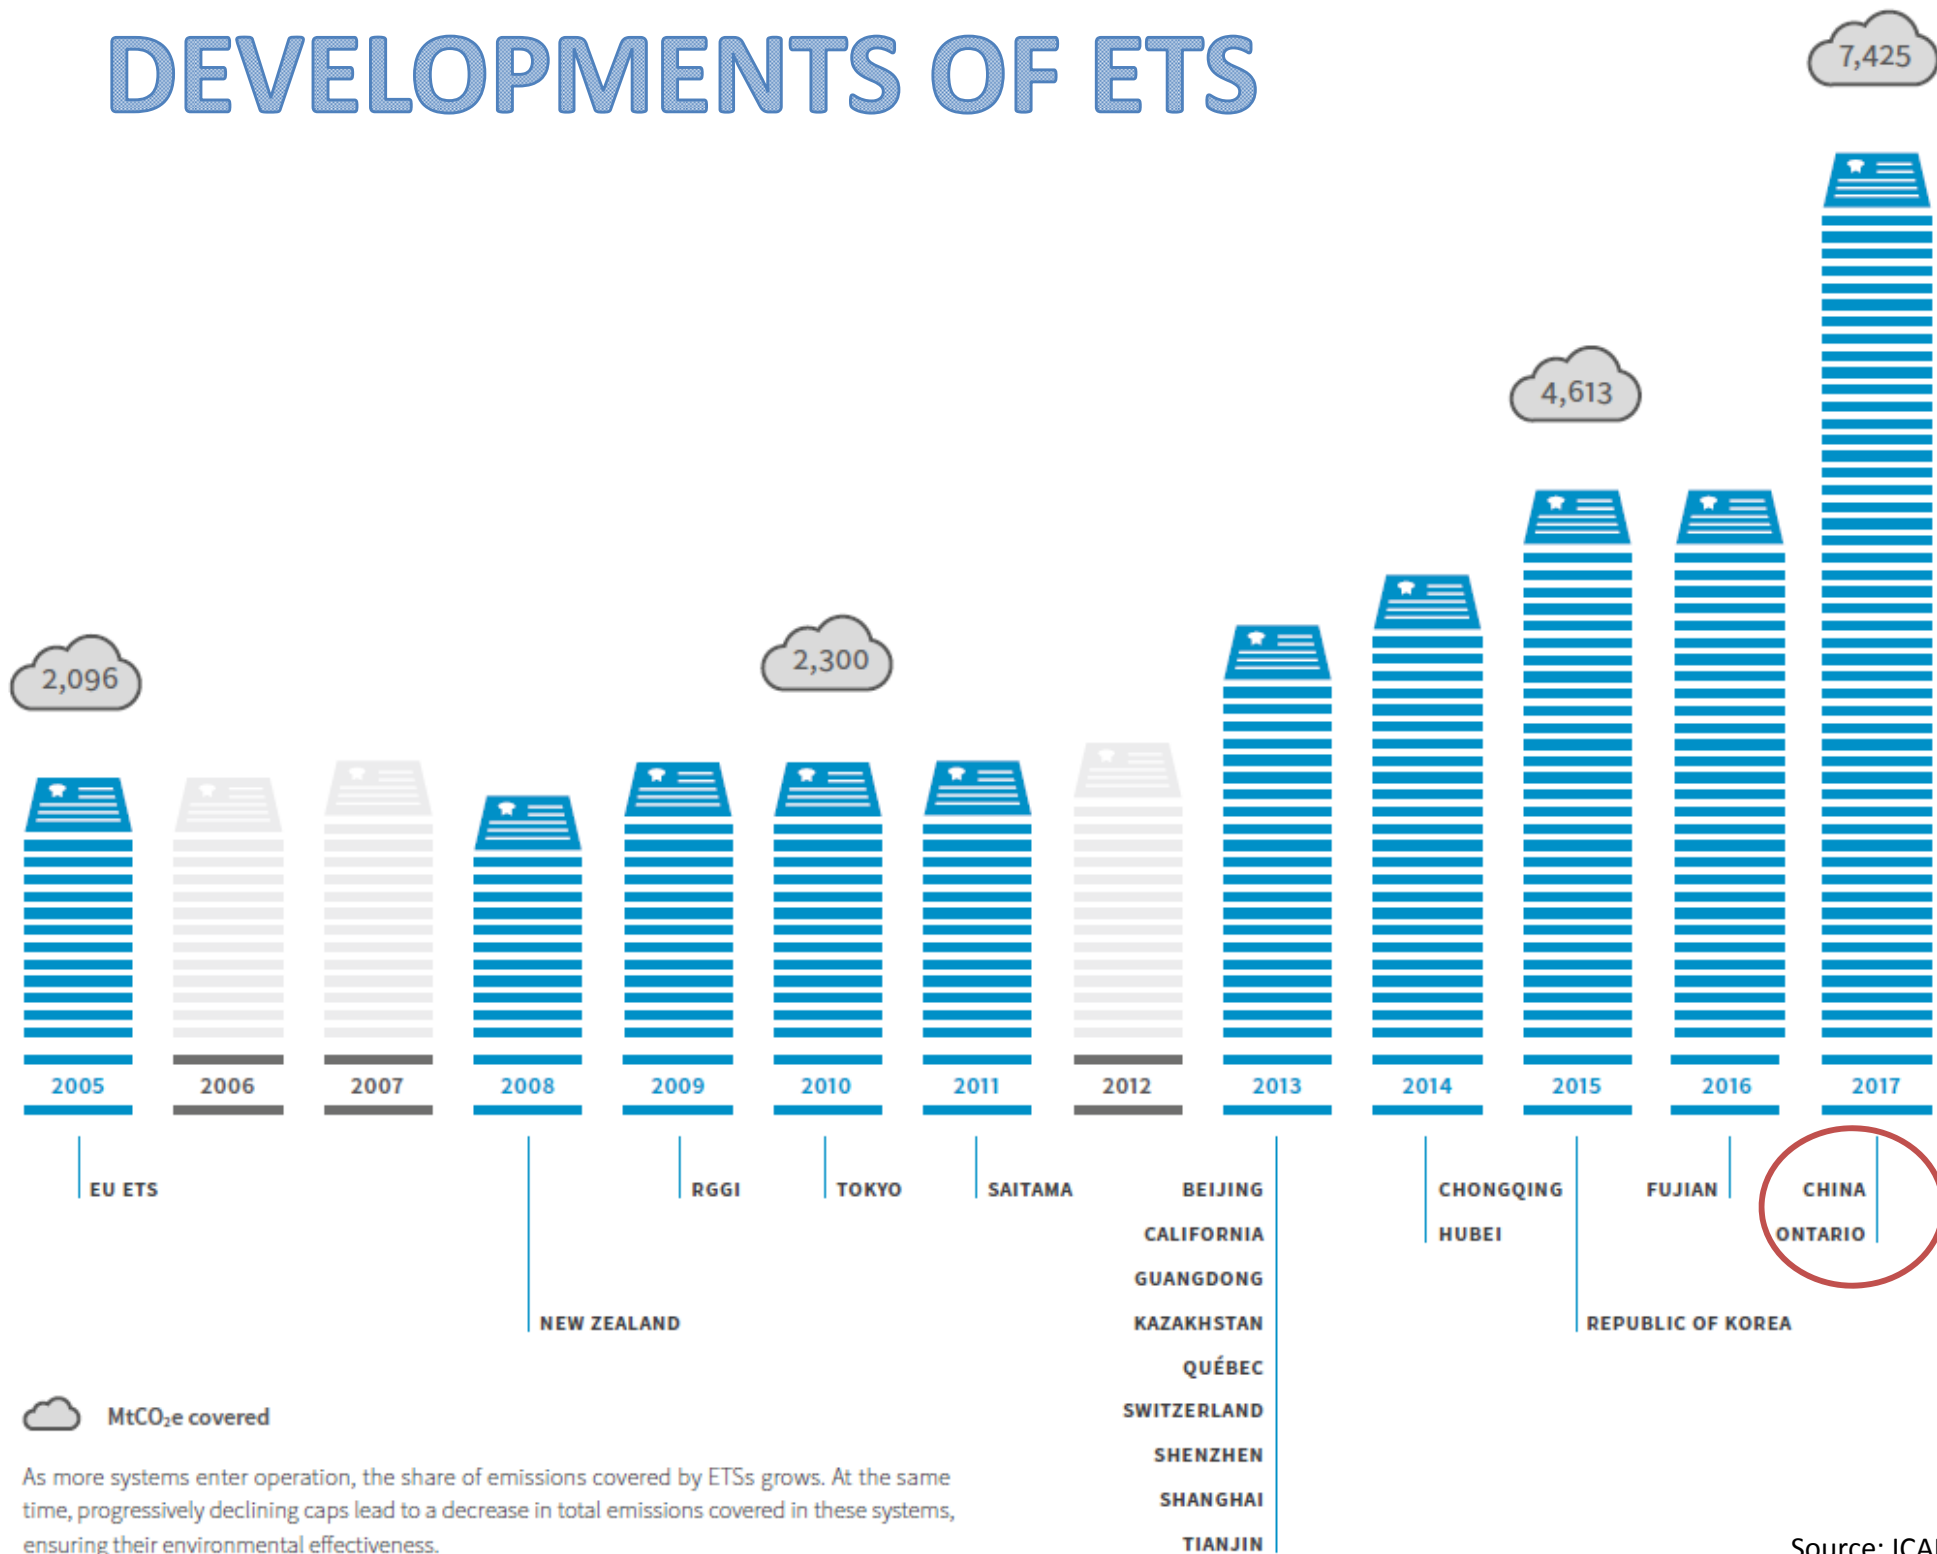 DEVELOPMENTS OF ETS
7,425
4,613
2,300
2,096
2005
2006
2007
2008
2009
2010
2011
2012
2013
2014
2015
2016
2017
EU ETS
NEW ZEALAND
RGGI
TOKYO
SAITAMA
BEIJING
CALIFORNIA
GUANGDONG
KAZAKHSTAN
QUÉBEC
SWITZERLAND
SHENZHEN
SHANGHAI
TIANJIN
CHONGQING
HUBEI
REPUBLIC OF KOREA
FUJIAN
CHINA
ONTARIO
MtCO₂e covered
As more systems enter operation, the share of emissions covered by ETSs grows. At the same
time, progressively declining caps lead to a decrease in total emissions covered in these systems,
ensuring their environmental effectiveness.
Source: ICA